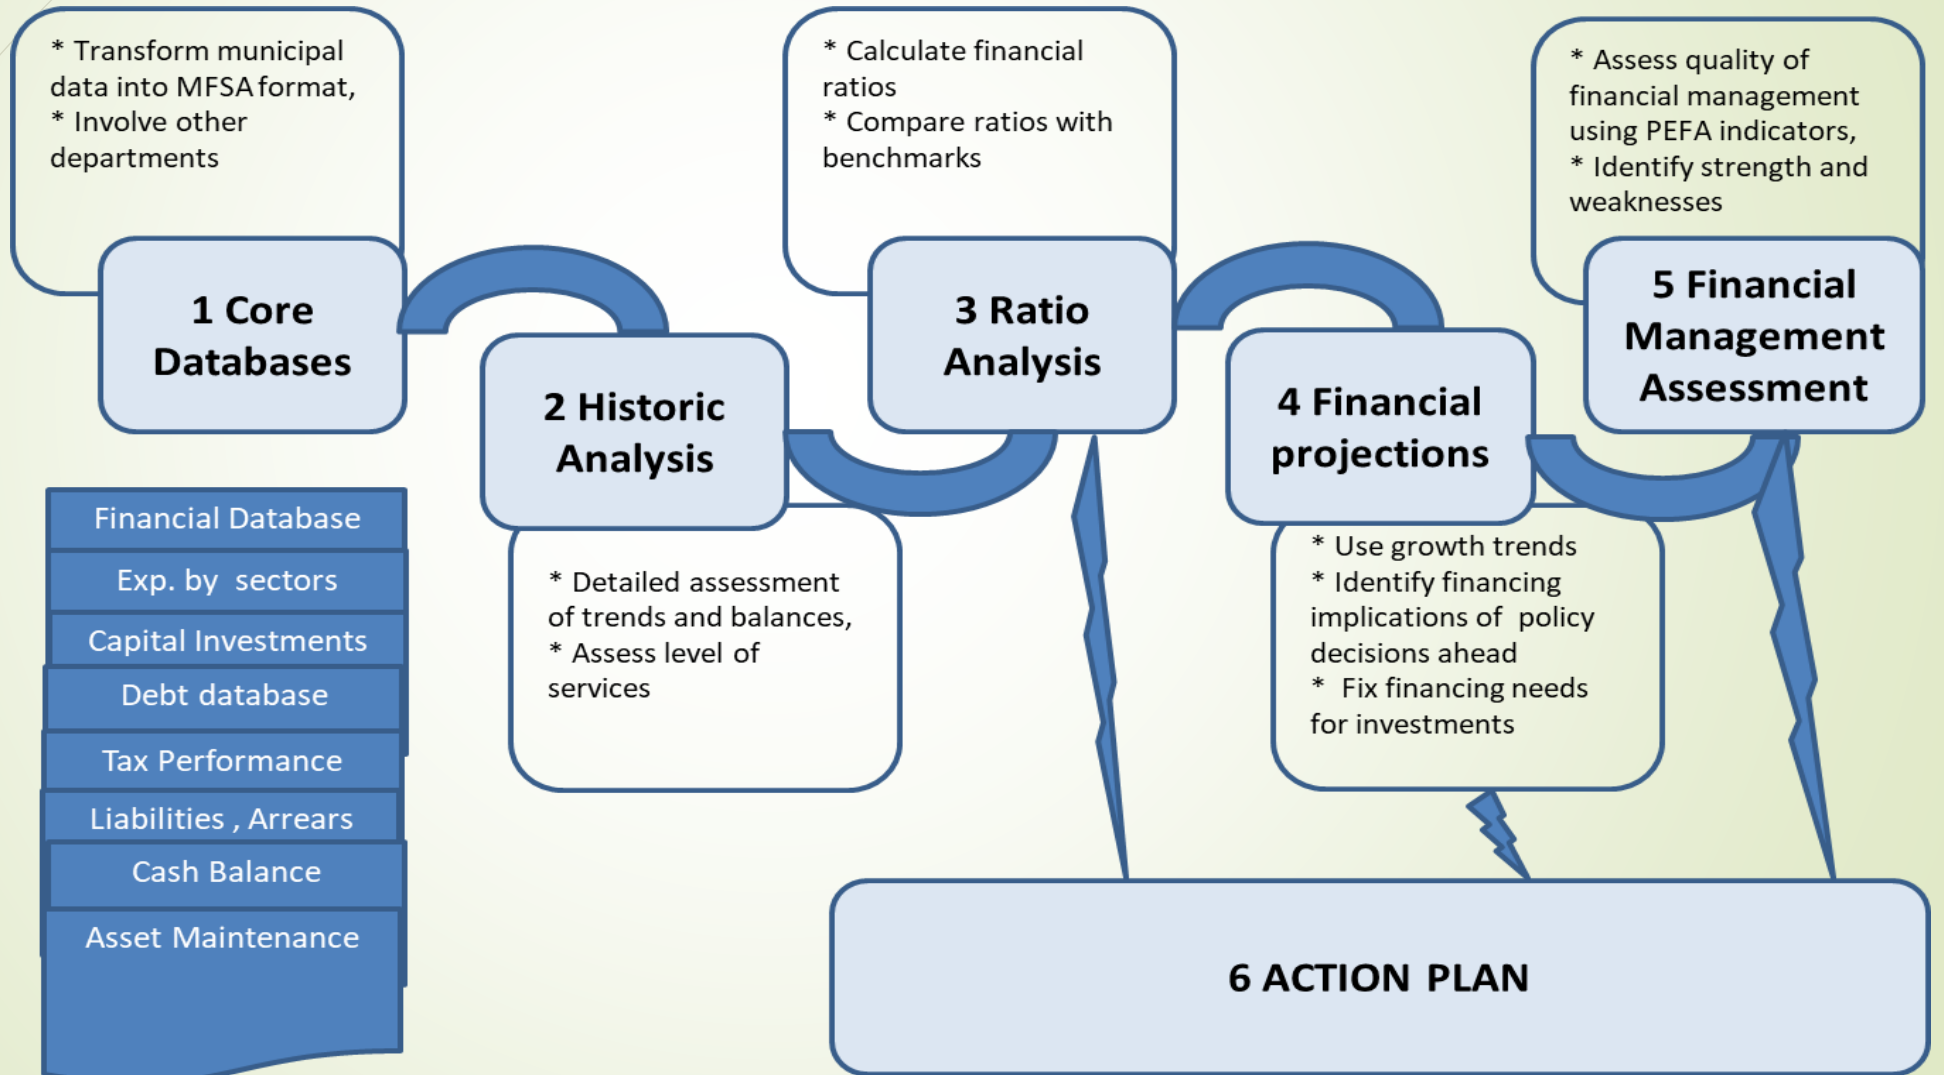 * Transform municipal
data into MFSA format,
* Involve other
departments
1 Core
Databases
Financial Database
Exp. by sectors
Capital Investments
Debt database
Tax Performance
Liabilities , Arrears
Cash Balance
Asset Maintenance
2 Historic
Analysis
* Detailed assessment
of trends and balances,
* Assess level of
services
* Calculate financial
ratios
* Compare ratios with
benchmarks
3 Ratio
Analysis
4 Financial
projections
* Use growth trends
* Identify financing
implications of policy
decisions ahead
* Fix financing needs
for investments
* Assess quality of
financial management
using PEFA indicators,
* Identify strength and
weaknesses
5 Financial
Management
Assessment
6 ACTION PLAN